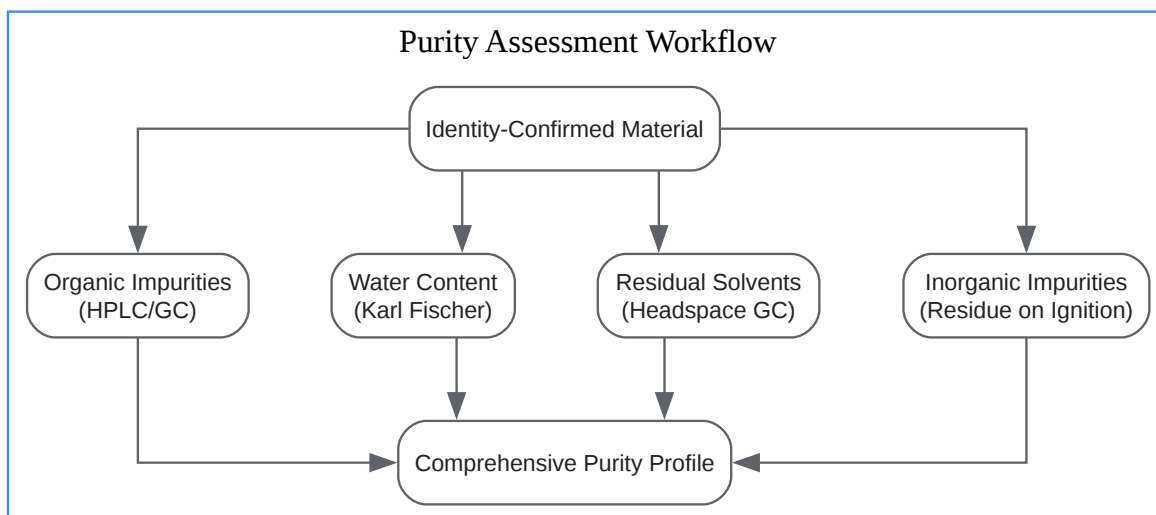 Purity Assessment Workflow
Identity-Confirmed Material
Organic Impurities
(HPLC/GC)
Water Content
(Karl Fischer)
Residual Solvents
(Headspace GC)
Inorganic Impurities
(Residue on Ignition)
Comprehensive Purity Profile